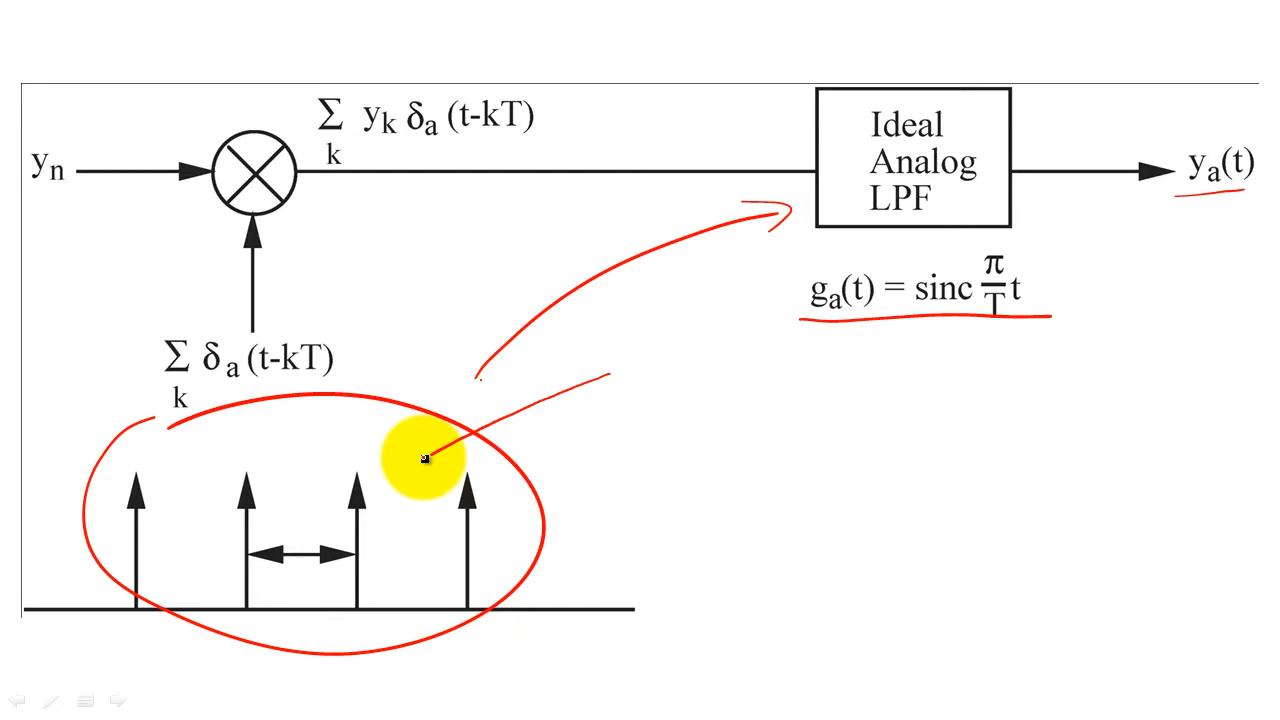 Σ yk δa (t-kT)
k
yn
Ideal
Analog
LPF
ya(t)
ga(t) = sinc π/T t
Σ δa (t-kT)
k